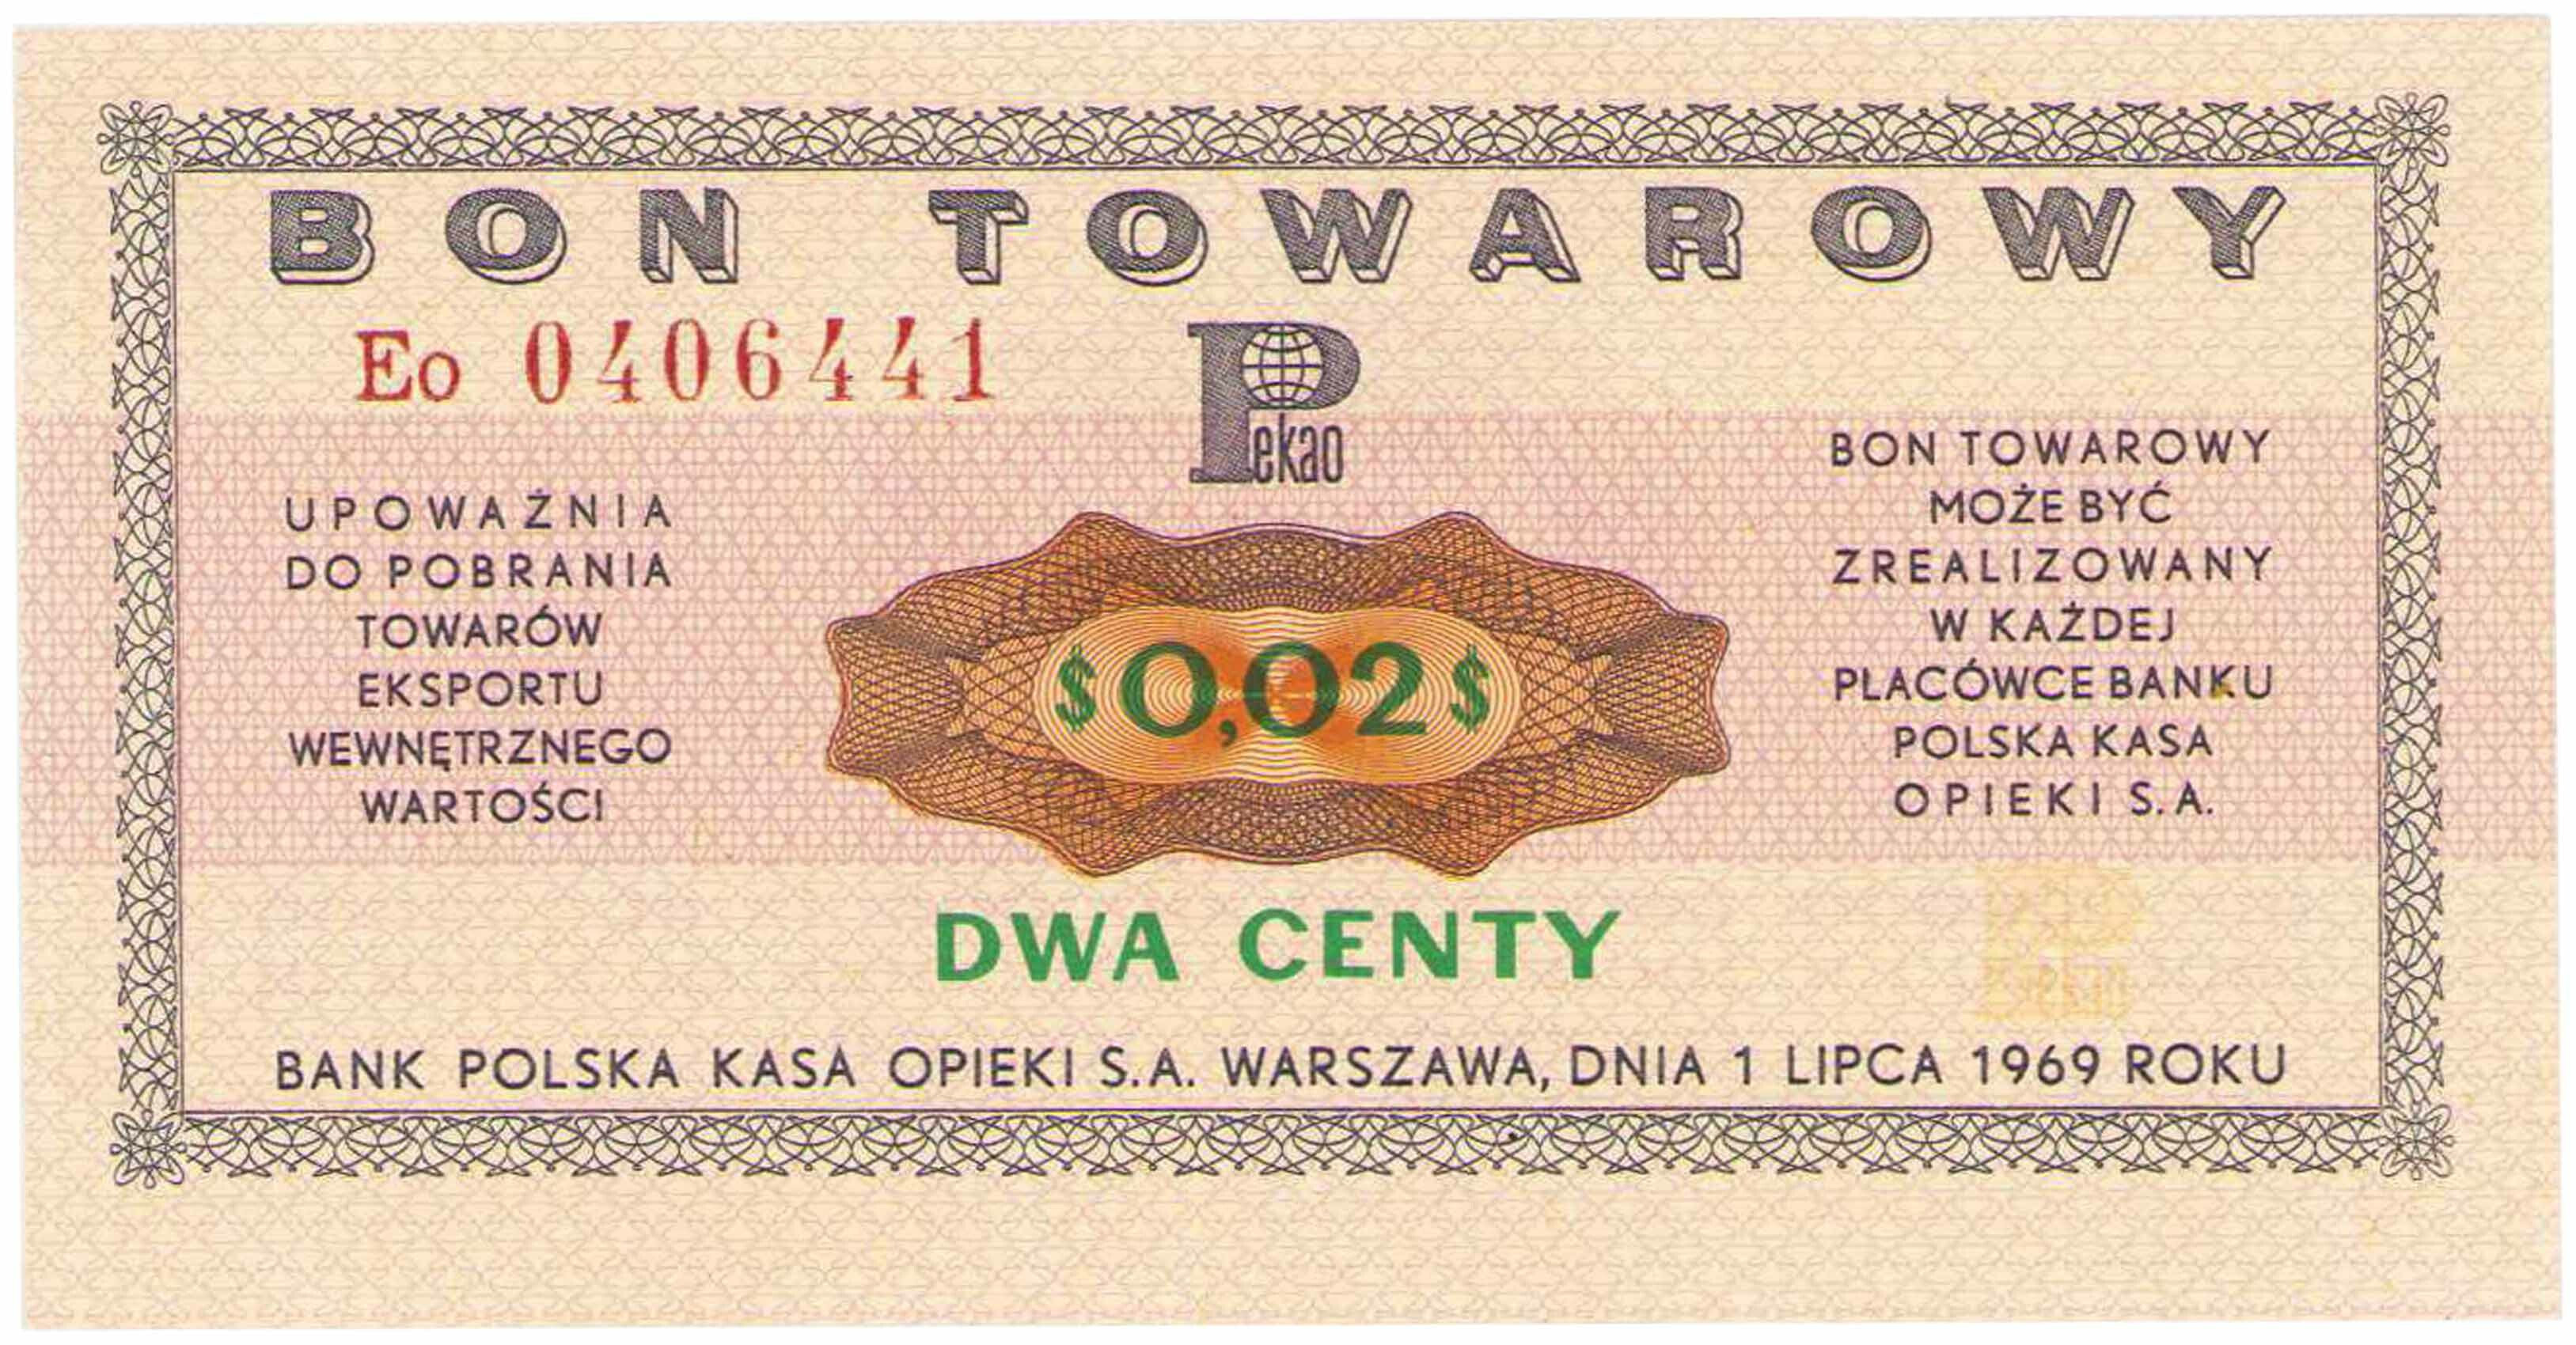 BON TOWAROWY
Eo 0406441
Pekao
UPOWAŻNIA
DO POBRANIA
TOWARÓW
EKSPORTU
WEWNĘTRZNEGO
WARTOŚCI
$0,02$
BON TOWAROWY
MOŻE BYĆ
ZREALIZOWANY
W KAŻDEJ
PLACÓWCE BANKU
POLSKA KASA
OPIEKI S.A.
DWA CENTY
Pekao
BANK POLSKA KASA OPIEKI S.A. WARSZAWA, DNIA 1 LIPCA 1969 ROKU